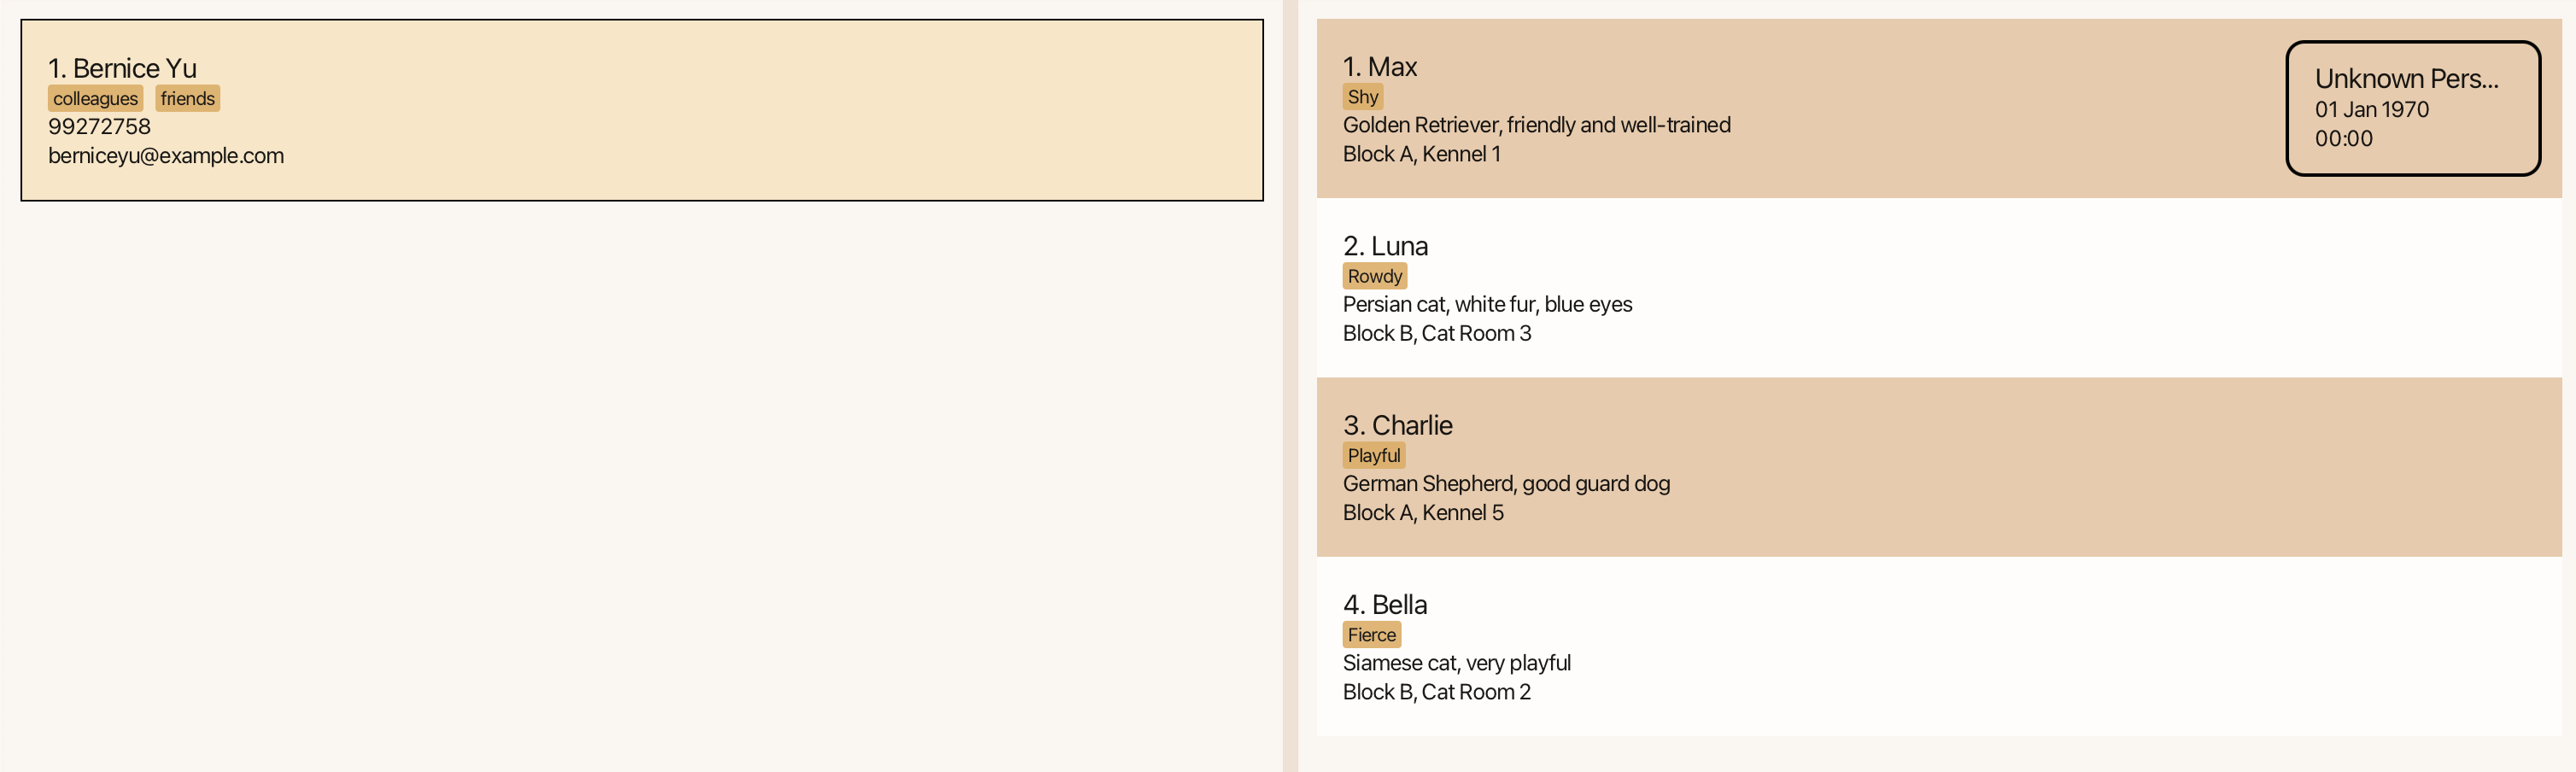 1. Bernice Yu
colleagues friends
99272758
berniceyu@example.com
1. Max
Shy
Golden Retriever, friendly and well-trained
Block A, Kennel 1
Unknown Pers...
01 Jan 1970
00:00
2. Luna
Rowdy
Persian cat, white fur, blue eyes
Block B, Cat Room 3
3. Charlie
Playful
German Shepherd, good guard dog
Block A, Kennel 5
4. Bella
Fierce
Siamese cat, very playful
Block B, Cat Room 2